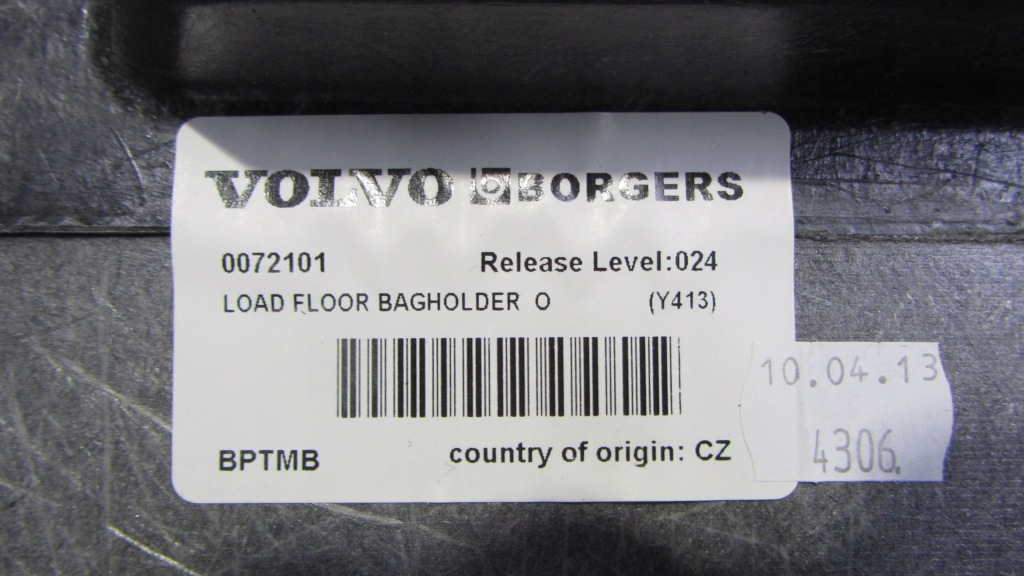 VOLVO BORGERS
0072101 Release Level:024
LOAD FLOOR BAGHOLDER O (Y413)
BPTMB country of origin: CZ
10.04.13
4306.